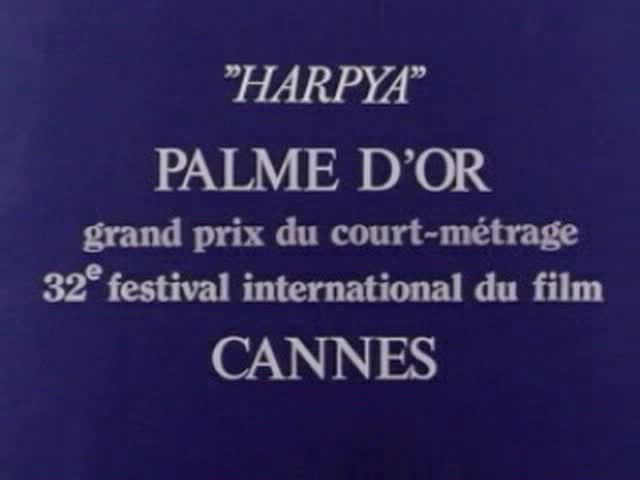 ”HARPYA”
PALME D’OR
grand prix du court-métrage
32e festival international du film
CANNES